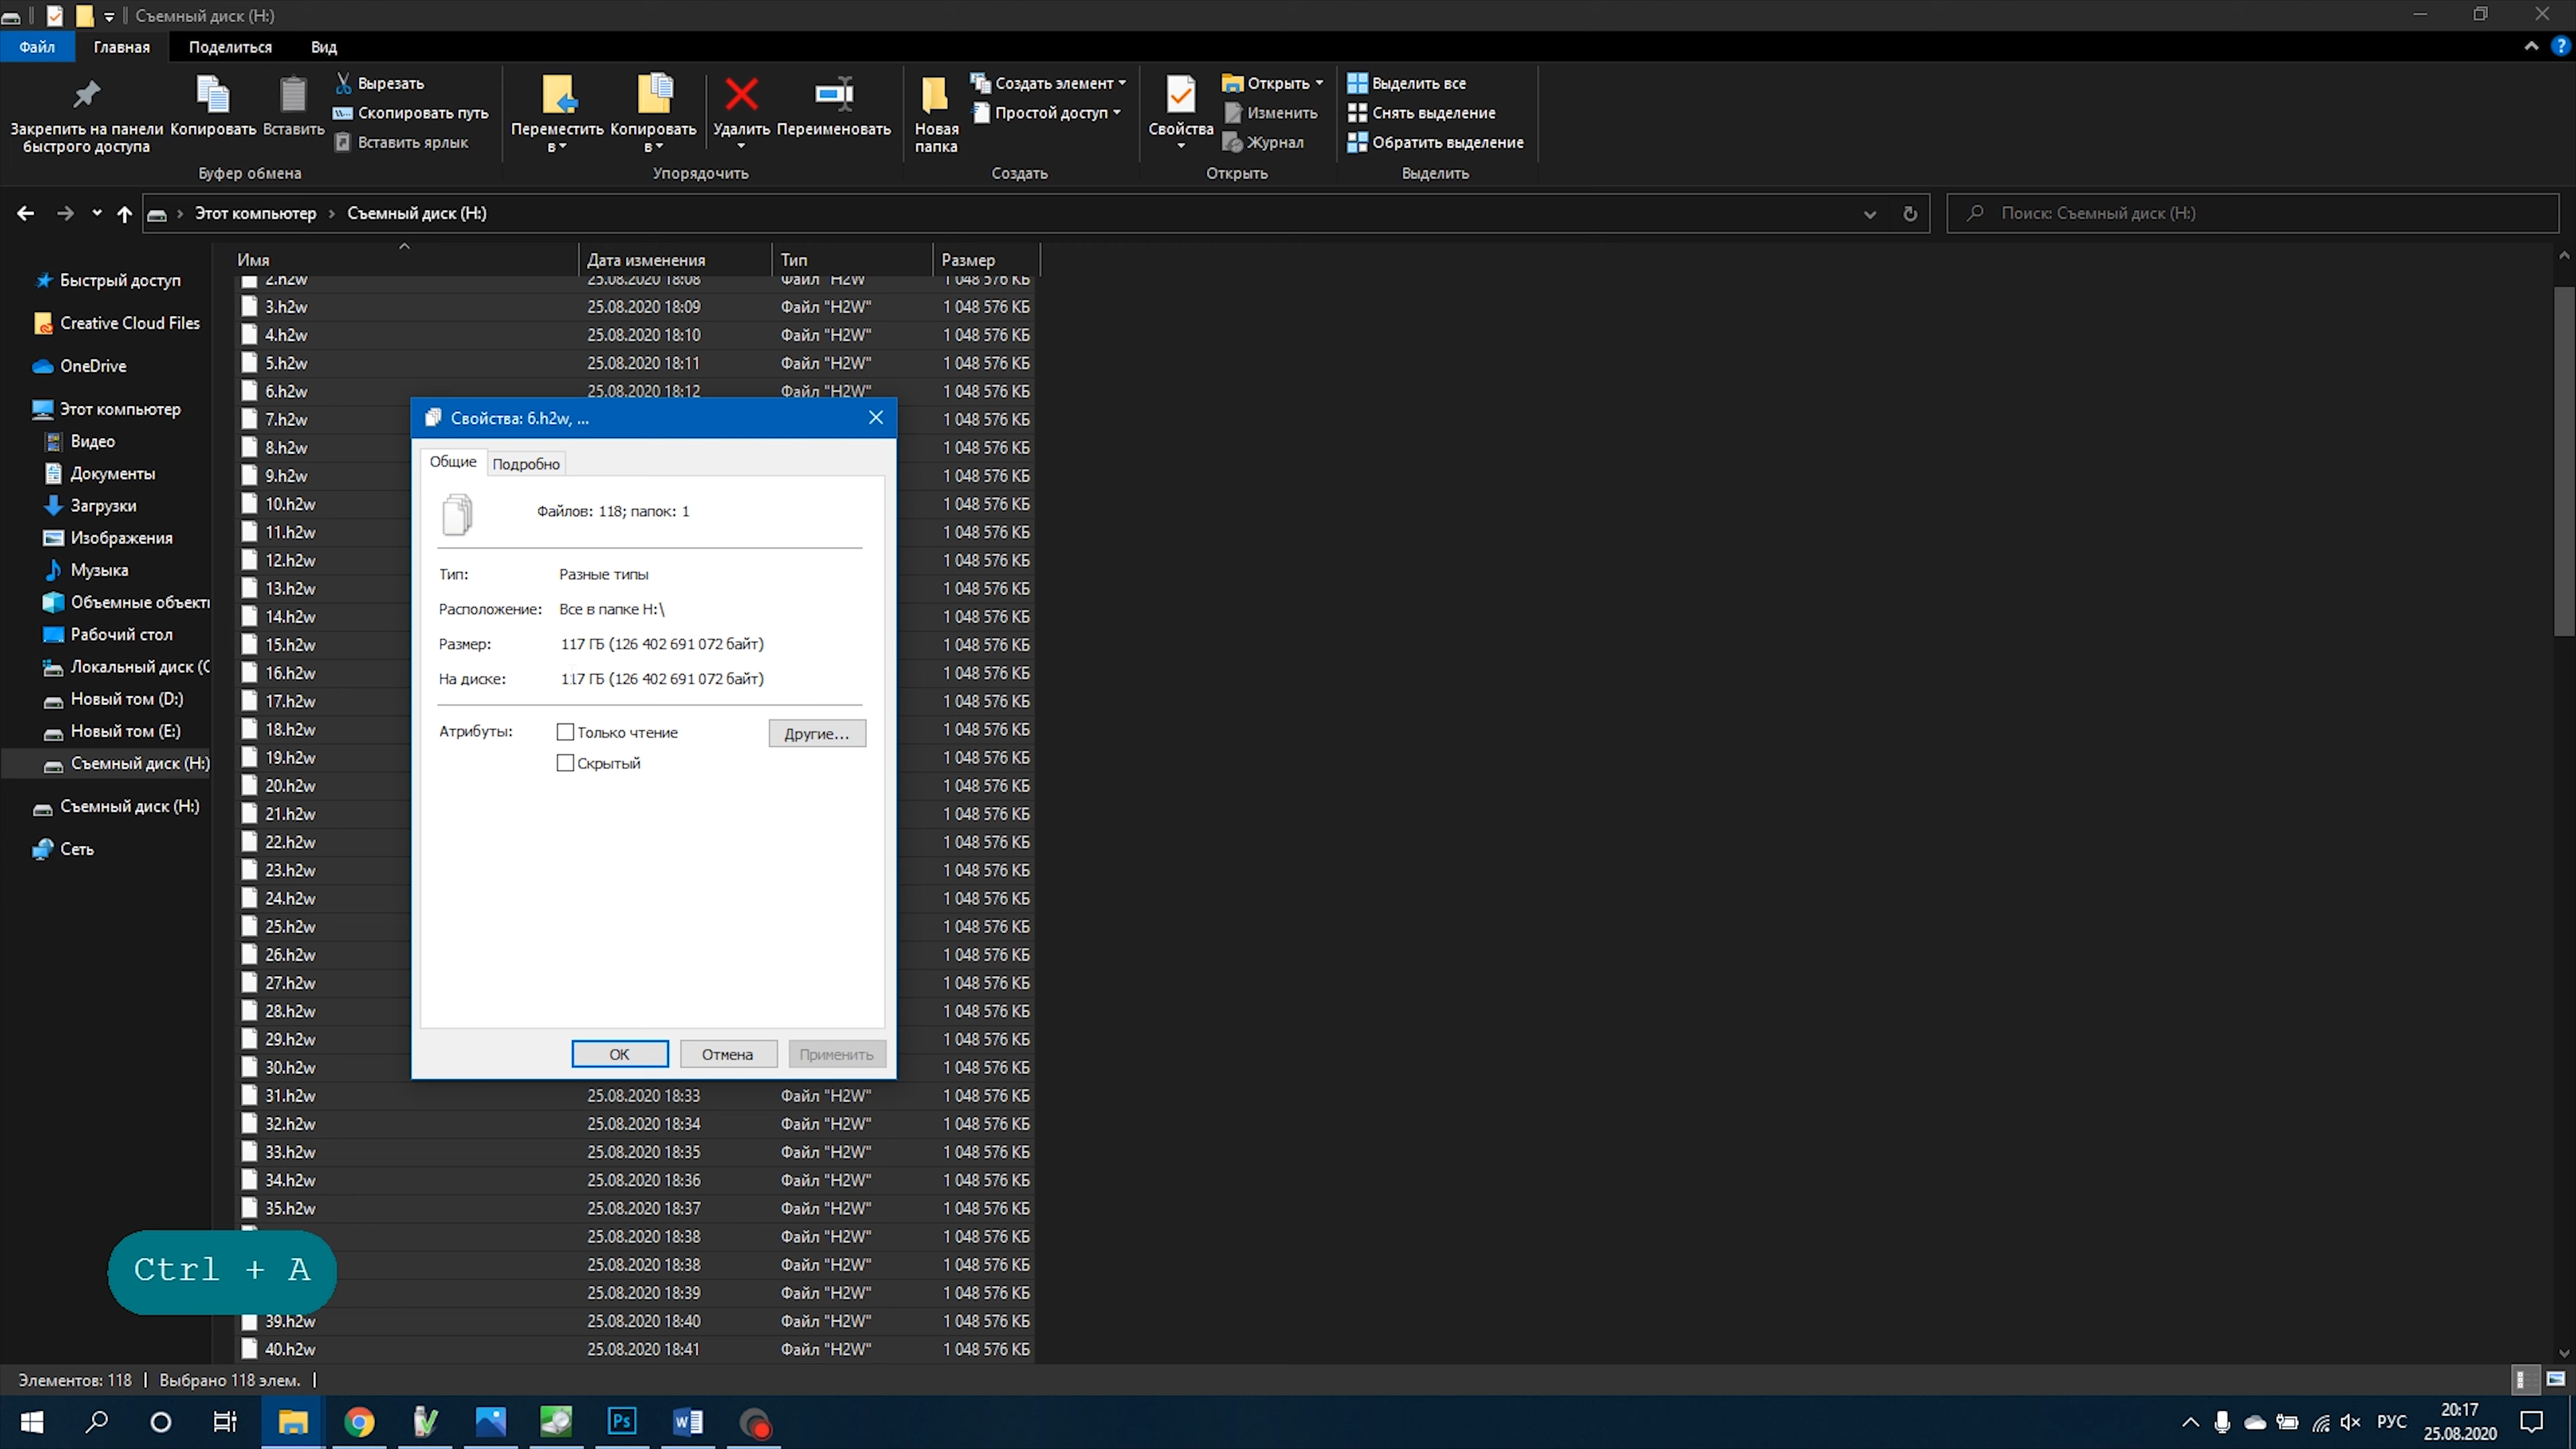 Съемный диск (H:)
Файл Главная Поделиться Вид
Закрепить на панели быстрого доступа
Копировать
Вставить
Вырезать
Скопировать путь
Вставить ярлык
Буфер обмена
Переместить в
Копировать в
Удалить
Переименовать
Упорядочить
Новая папка
Создать элемент
Простой доступ
Создать
Свойства
Открыть
Изменить
Журнал
Открыть
Выделить все
Снять выделение
Обратить выделение
Выделить
Этот компьютер › Съемный диск (H:)
Поиск: Съемный диск (H:)
Быстрый доступ
Creative Cloud Files
OneDrive
Этот компьютер
Видео
Документы
Загрузки
Изображения
Музыка
Объемные объекты
Рабочий стол
Локальный диск (C
Новый том (D:)
Новый том (E:)
Съемный диск (H:)
Съемный диск (H:)
Сеть
Имя Дата изменения Тип Размер
2.h2w 25.08.2020 18:08 Файл "H2W" 1 048 576 КБ
3.h2w 25.08.2020 18:09 Файл "H2W" 1 048 576 КБ
4.h2w 25.08.2020 18:10 Файл "H2W" 1 048 576 КБ
5.h2w 25.08.2020 18:11 Файл "H2W" 1 048 576 КБ
6.h2w 25.08.2020 18:12 Файл "H2W" 1 048 576 КБ
7.h2w 1 048 576 КБ
8.h2w 1 048 576 КБ
9.h2w 1 048 576 КБ
10.h2w 1 048 576 КБ
11.h2w 1 048 576 КБ
12.h2w 1 048 576 КБ
13.h2w 1 048 576 КБ
14.h2w 1 048 576 КБ
15.h2w 1 048 576 КБ
16.h2w 1 048 576 КБ
17.h2w 1 048 576 КБ
18.h2w 1 048 576 КБ
19.h2w 1 048 576 КБ
20.h2w 1 048 576 КБ
21.h2w 1 048 576 КБ
22.h2w 1 048 576 КБ
23.h2w 1 048 576 КБ
24.h2w 1 048 576 КБ
25.h2w 1 048 576 КБ
26.h2w 1 048 576 КБ
27.h2w 1 048 576 КБ
28.h2w 1 048 576 КБ
29.h2w 1 048 576 КБ
30.h2w 1 048 576 КБ
31.h2w 25.08.2020 18:33 Файл "H2W" 1 048 576 КБ
32.h2w 25.08.2020 18:34 Файл "H2W" 1 048 576 КБ
33.h2w 25.08.2020 18:35 Файл "H2W" 1 048 576 КБ
34.h2w 25.08.2020 18:36 Файл "H2W" 1 048 576 КБ
35.h2w 25.08.2020 18:37 Файл "H2W" 1 048 576 КБ
25.08.2020 18:38 Файл "H2W" 1 048 576 КБ
25.08.2020 18:38 Файл "H2W" 1 048 576 КБ
25.08.2020 18:39 Файл "H2W" 1 048 576 КБ
39.h2w 25.08.2020 18:40 Файл "H2W" 1 048 576 КБ
40.h2w 25.08.2020 18:41 Файл "H2W" 1 048 576 КБ
Свойства: 6.h2w, ...
Общие Подробно
Файлов: 118; папок: 1
Тип: Разные типы
Расположение: Все в папке H:\
Размер: 117 ГБ (126 402 691 072 байт)
На диске: 117 ГБ (126 402 691 072 байт)
Атрибуты: Только чтение Другие...
Скрытый
ОК Отмена Применить
Ctrl + A
Элементов: 118 Выбрано 118 элем.
Ps
РУС
20:17
25.08.2020